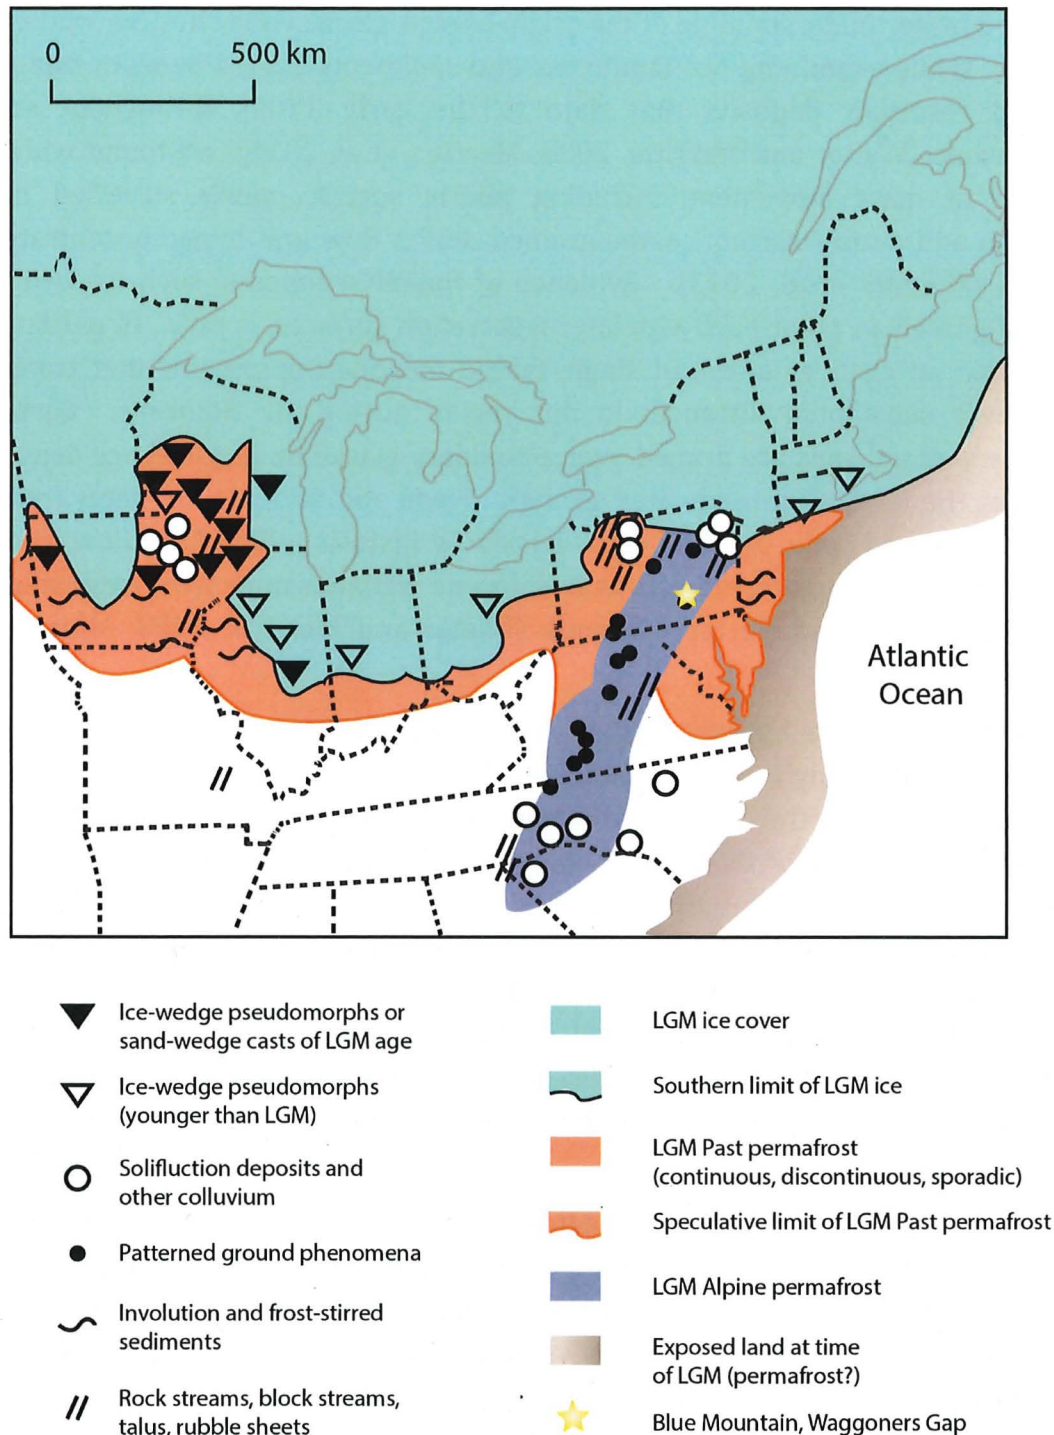 0 500 km
Atlantic
Ocean
Ice-wedge pseudomorphs or
sand-wedge casts of LGM age
Ice-wedge pseudomorphs
(younger than LGM)
Solifluction deposits and
other colluvium
Patterned ground phenomena
Involution and frost-stirred
sediments
Rock streams, block streams,
talus, rubble sheets
LGM ice cover
Southern limit of LGM ice
LGM Past permafrost
(continuous, discontinuous, sporadic)
Speculative limit of LGM Past permafrost
LGM Alpine permafrost
Exposed land at time
of LGM (permafrost?)
Blue Mountain, Waggoners Gap